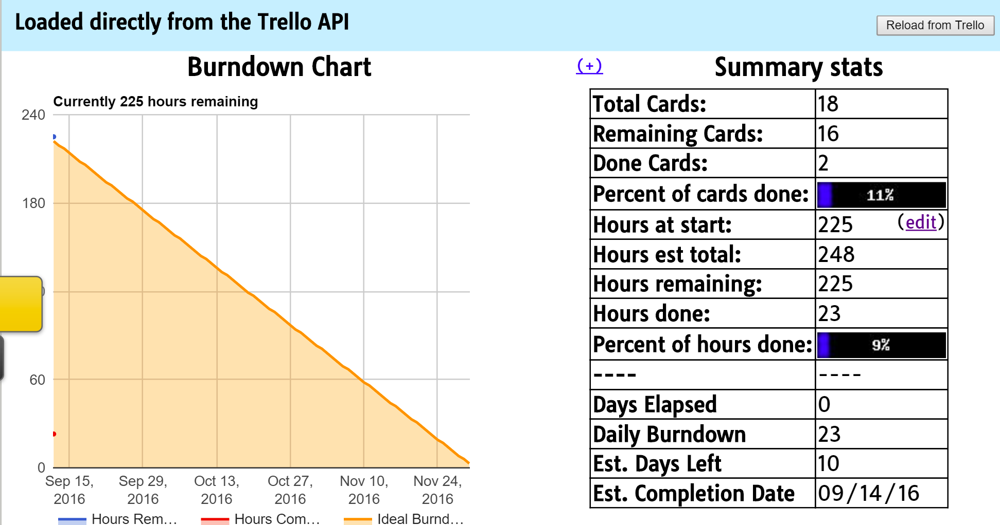 Loaded directly from the Trello API
Reload from Trello
Burndown Chart
Currently 225 hours remaining
240
180
60
0
Sep 15, 2016
Sep 29, 2016
Oct 13, 2016
Oct 27, 2016
Nov 10, 2016
Nov 24, 2016
Hours Rem...
Hours Com...
Ideal Burnd...
(+)
Summary stats
Total Cards: 18
Remaining Cards: 16
Done Cards: 2
Percent of cards done: 11%
Hours at start: 225 (edit)
Hours est total: 248
Hours remaining: 225
Hours done: 23
Percent of hours done: 9%
---- ----
Days Elapsed 0
Daily Burndown 23
Est. Days Left 10
Est. Completion Date 09/14/16